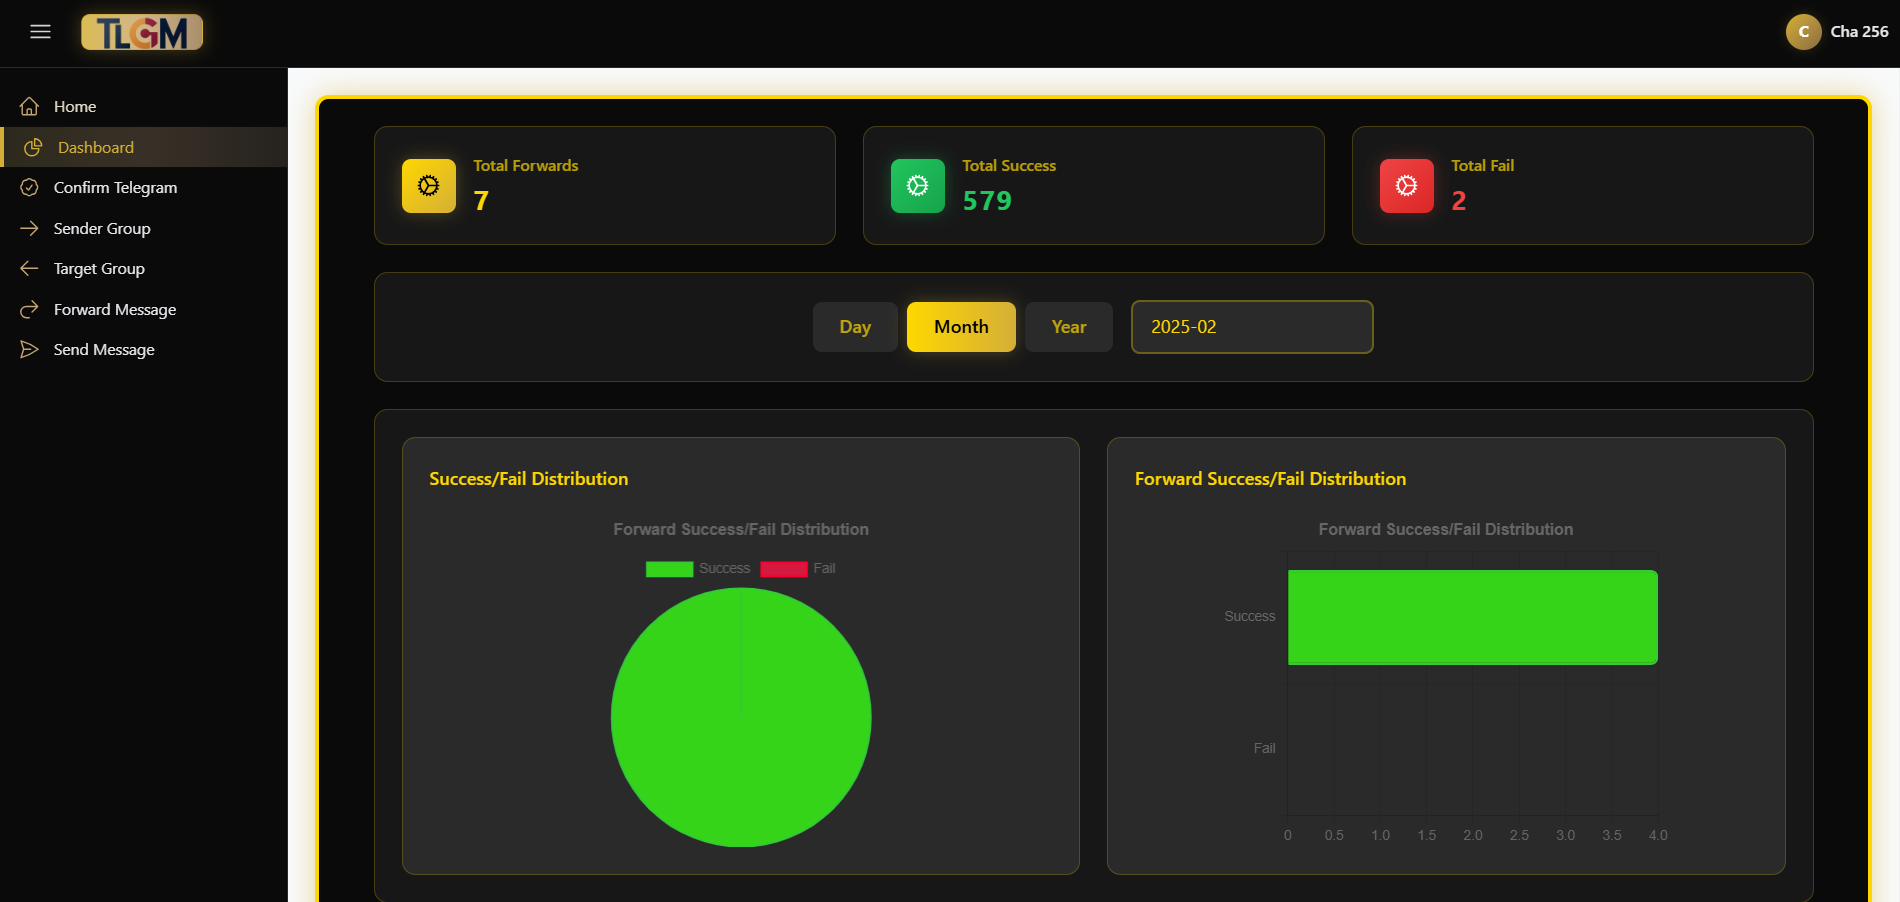 TLGM
C
Cha 256
Home
Dashboard
Confirm Telegram
Sender Group
Target Group
Forward Message
Send Message
Total Forwards
7
Total Success
579
Total Fail
2
Day
Month
Year
2025-02
Success/Fail Distribution
Forward Success/Fail Distribution
Success
Fail
Forward Success/Fail Distribution
Forward Success/Fail Distribution
Success
Fail
0 0.5 1.0 1.5 2.0 2.5 3.0 3.5 4.0